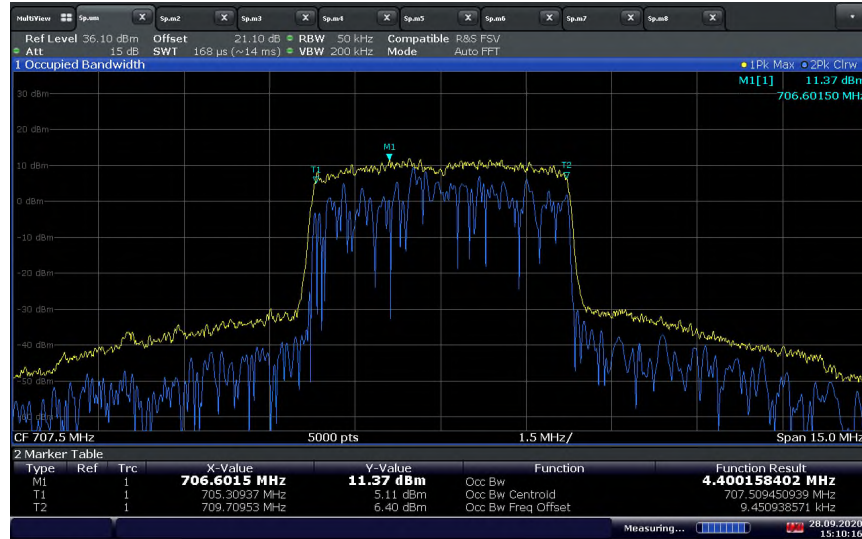 MultiView Sp.um X Sp.m2 X Sp.m3 X Sp.m4 X Sp.m5 X Sp.m6 X Sp.m7 X Sp.m8 X
Ref Level 36.10 dBm Offset 21.10 dB RBW 50 kHz Compatible R&S FSV
Att 15 dB SWT 168 µs (~14 ms) VBW 200 kHz Mode Auto FFT
1 Occupied Bandwidth 1Pk Max 2Pk Clrw
M1[1] 11.37 dBm
706.60150 MHz
30 dBm
20 dBm
M1
10 dBm
T1
T2
0 dBm
-10 dBm
-20 dBm
-30 dBm
-40 dBm
-50 dBm
CF 707.5 MHz 5000 pts 1.5 MHz/ Span 15.0 MHz
2 Marker Table
Type Ref Trc X-Value Y-Value Function Function Result
M1 1 706.6015 MHz 11.37 dBm Occ Bw 4.400158402 MHz
T1 1 705.30937 MHz 5.11 dBm Occ Bw Centroid 707.509450939 MHz
T2 1 709.70953 MHz 6.40 dBm Occ Bw Freq Offset 9.450938571 kHz
Measuring... 28.09.2020
15:10:16